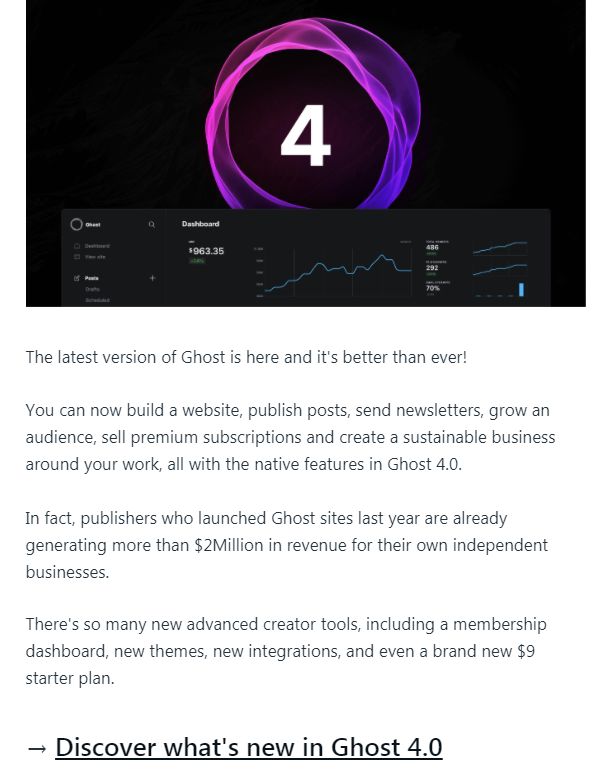 4
Ghost
Dashboard
Dashboard
View site
$963.35
486
292
70%
Posts
+
Drafts
Scheduled
The latest version of Ghost is here and it's better than ever!
You can now build a website, publish posts, send newsletters, grow an
audience, sell premium subscriptions and create a sustainable business
around your work, all with the native features in Ghost 4.0.
In fact, publishers who launched Ghost sites last year are already
generating more than $2Million in revenue for their own independent
businesses.
There's so many new advanced creator tools, including a membership
dashboard, new themes, new integrations, and even a brand new $9
starter plan.
→ Discover what's new in Ghost 4.0